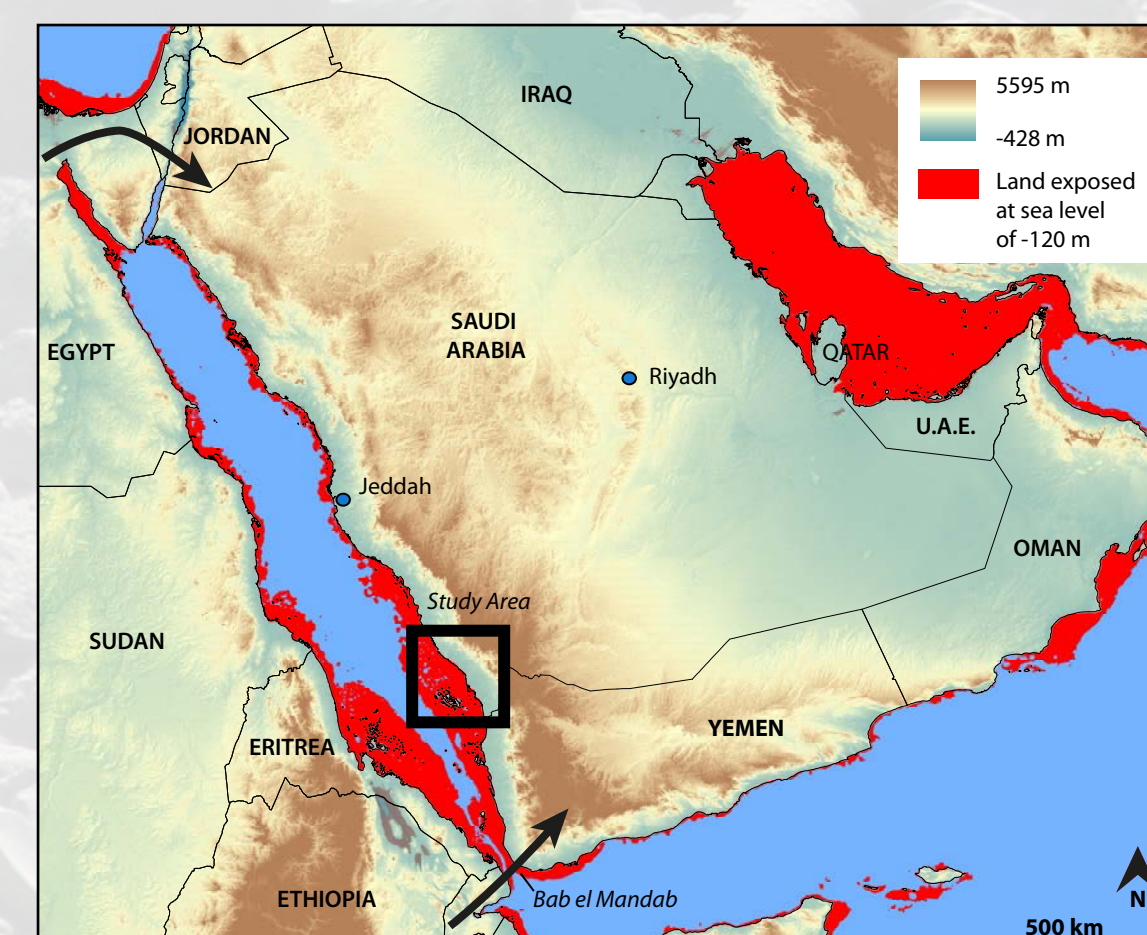 IRAQ
5595 m
-428 m
JORDAN
Land exposed
at sea level
of -120 m
SAUDI
ARABIA
EGYPT
QATAR
Riyadh
U.A.E.
Jeddah
OMAN
Study Area
SUDAN
YEMEN
ERITREA
ETHIOPIA
Bab el Mandab
N
500 km